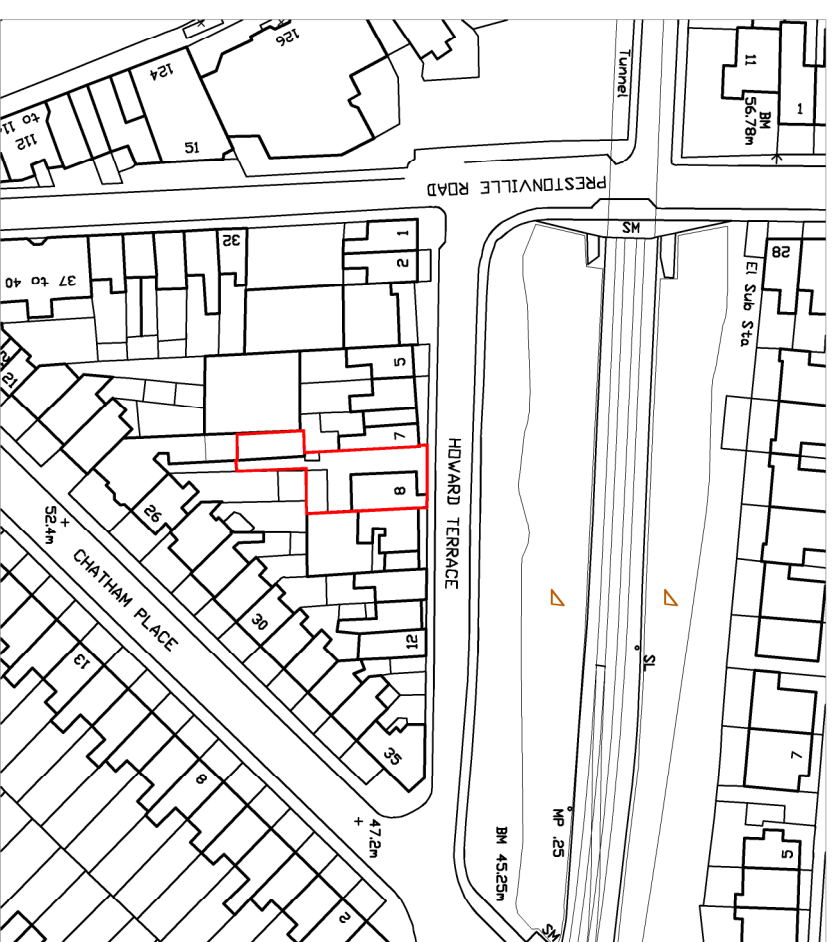 126
124
112
to 114
51
Tunnel
11
BM
56.78m
1
PRESTONVILLE ROAD
SM
El Sub Sta
28
37 to 40
32
1
2
5
7
8
12
21
HOWARD TERRACE
26
52.4m
CHATHAM PLACE
30
13
35
8
47.2m
2
SL
MP .25
BM 45.25m
SM
7
5